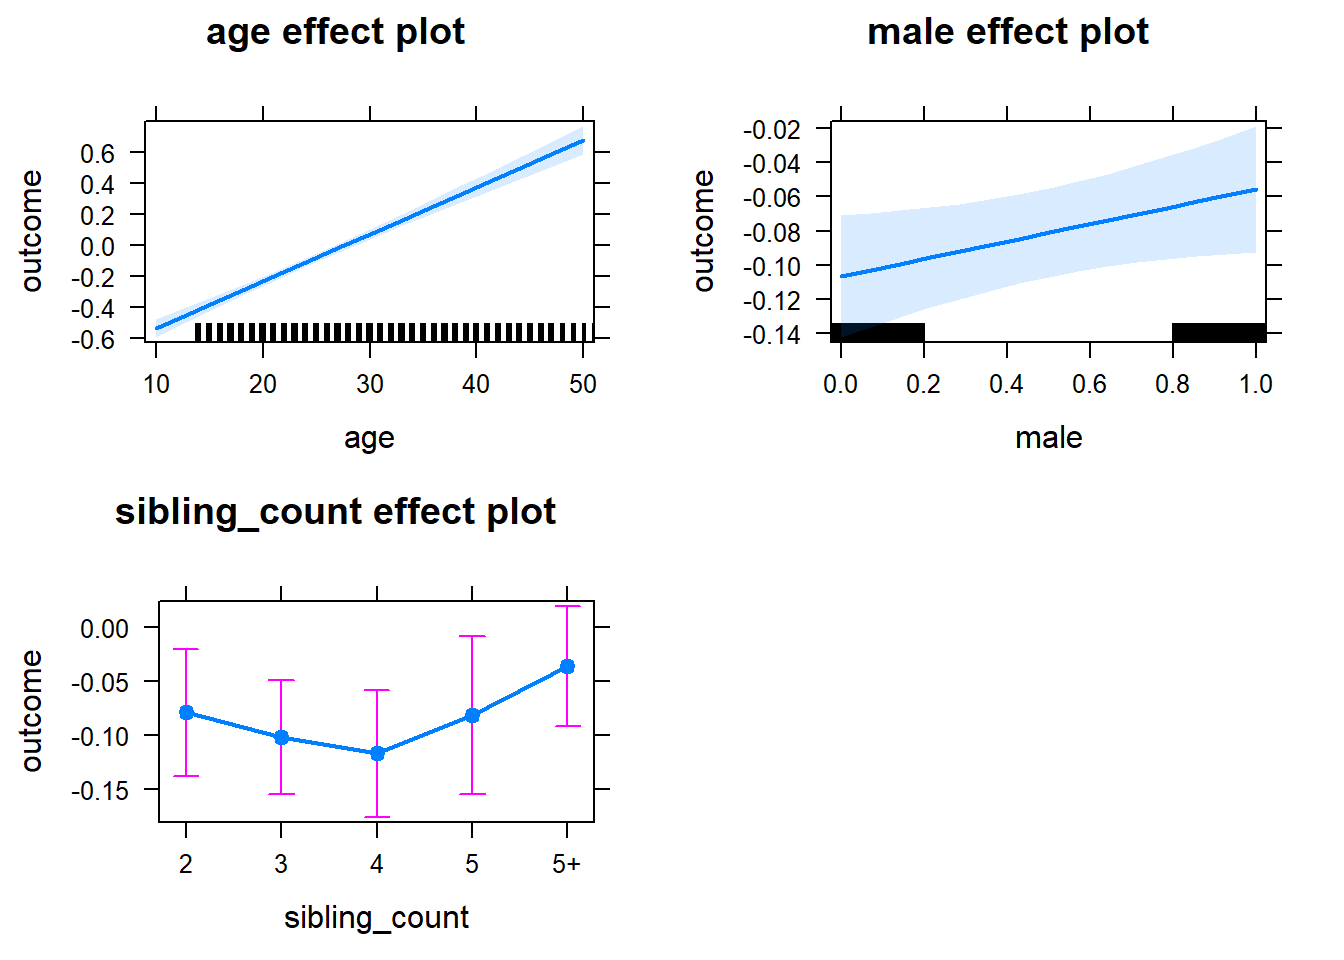 age effect plot
outcome
0.6
0.4
0.2
0.0
-0.2
-0.4
-0.6
10 20 30 40 50
age
male effect plot
outcome
-0.02
-0.04
-0.06
-0.08
-0.10
-0.12
-0.14
0.0 0.2 0.4 0.6 0.8 1.0
male
sibling_count effect plot
outcome
0.00
-0.05
-0.10
-0.15
2 3 4 5 5+
sibling_count